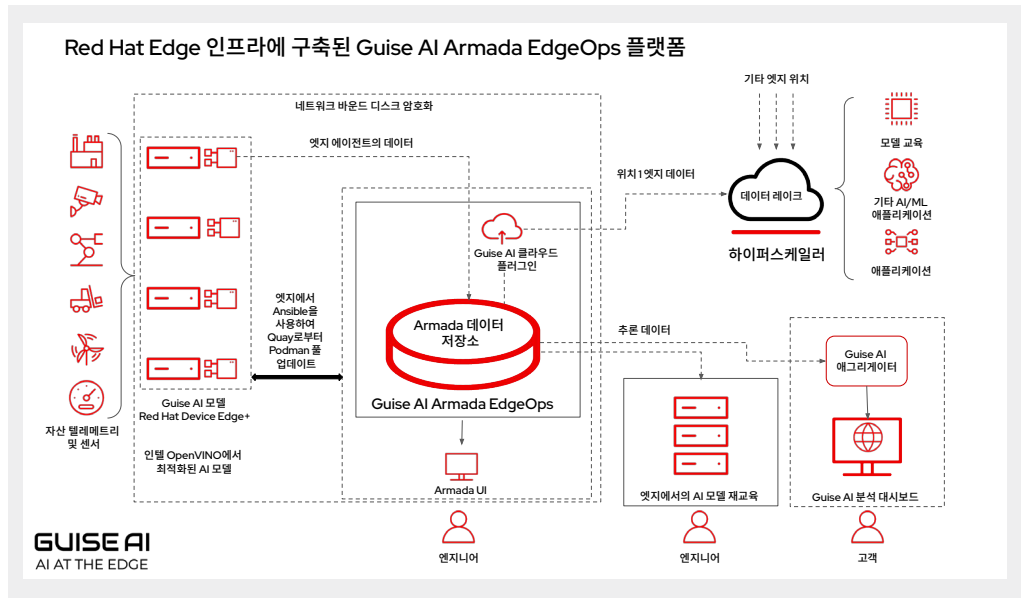 Red Hat Edge 인프라에 구축된 Guise AI Armada EdgeOps 플랫폼
네트워크 바운드 디스크 암호화
엣지 에이전트의 데이터
자산 텔레메트리
및 센서
Guise AI 모델
Red Hat Device Edge+
인텔 OpenVINO에서
최적화된 AI 모델
엣지에서
Ansible을
사용하여
Quay로부터
Podman 풀
업데이트
Guise AI 클라우드
플러그인
Armada 데이터
저장소
Guise AI Armada EdgeOps
Armada UI
엔지니어
기타 엣지 위치
위치 1 엣지 데이터
데이터 레이크
하이퍼스케일러
모델 교육
기타 AI/ML
애플리케이션
애플리케이션
추론 데이터
엣지에서의 AI 모델 재교육
엔지니어
Guise AI
애그리게이터
Guise AI 분석 대시보드
고객
GUISE AI
AI AT THE EDGE